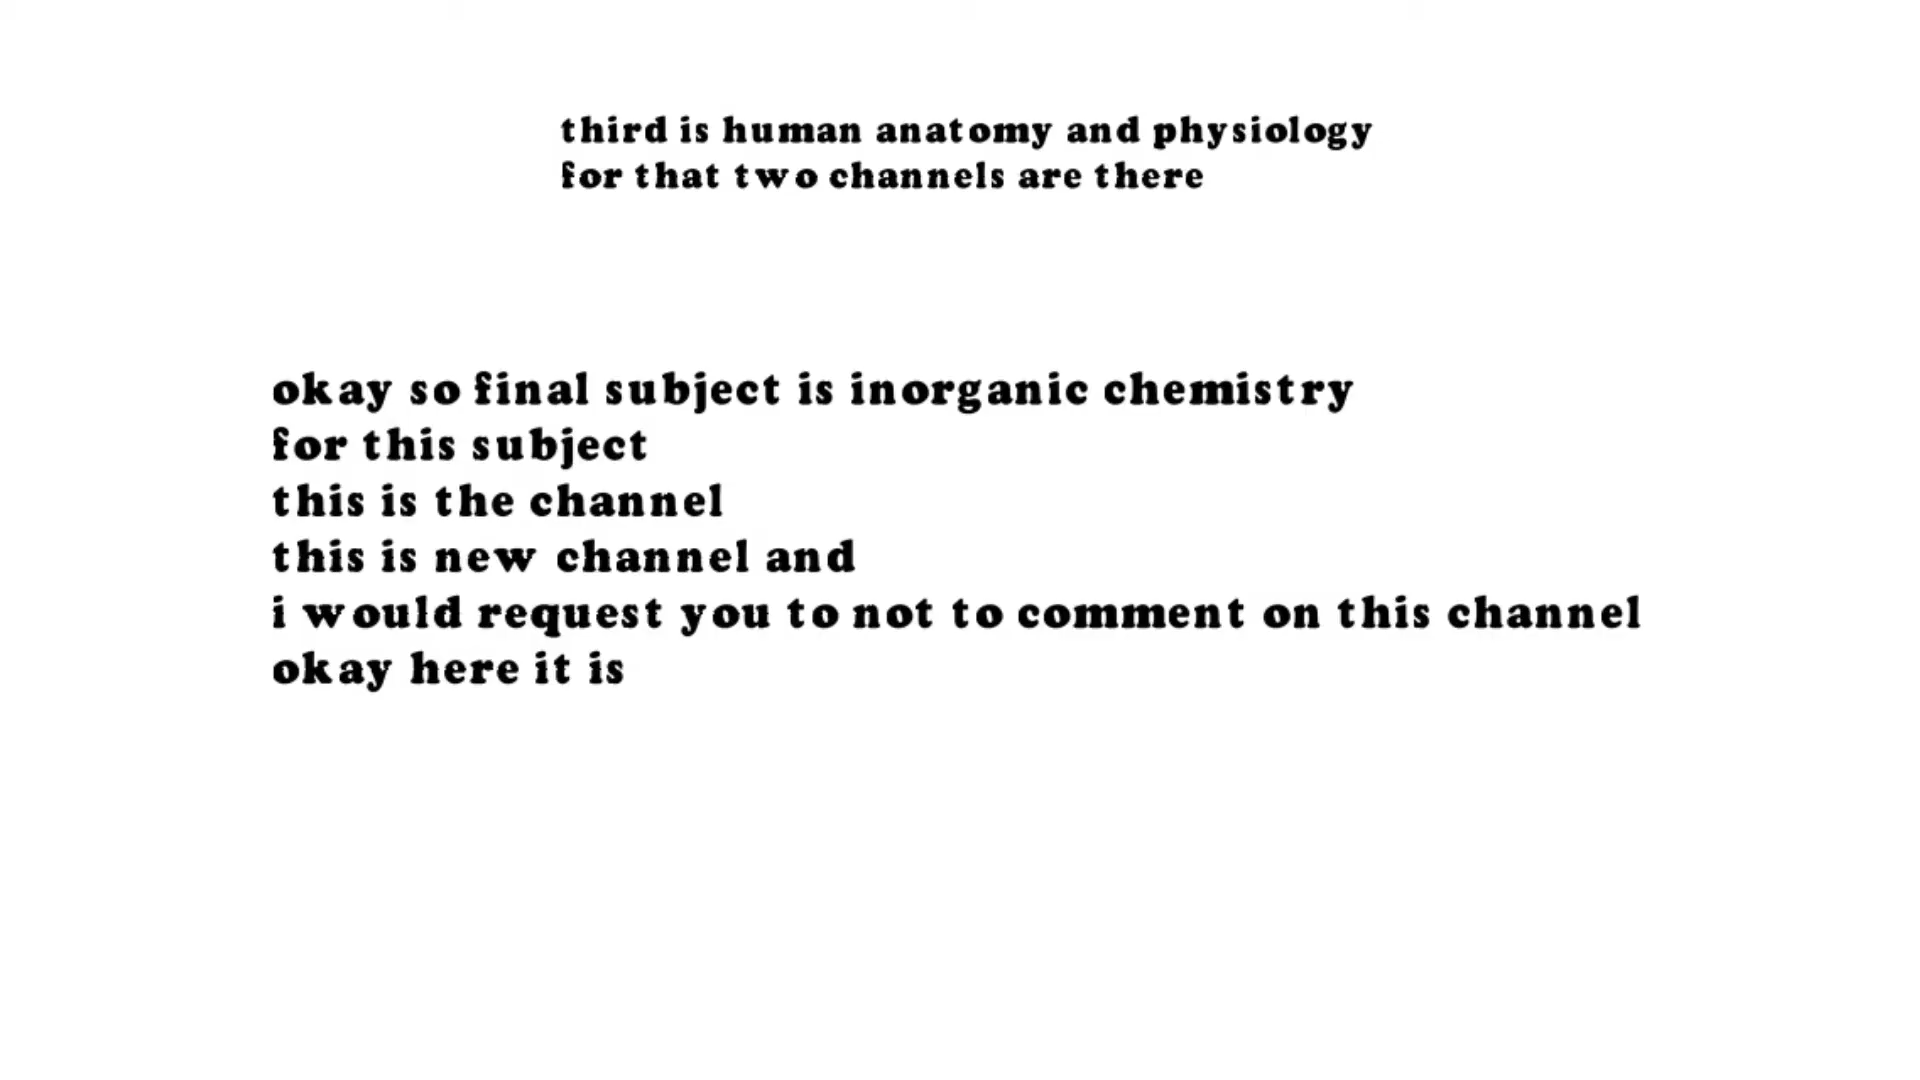 third is human anatomy and physiology
for that two channels are there
okay so final subject is inorganic chemistry
for this subject
this is the channel
this is new channel and
i would request you to not to comment on this channel
okay here it is